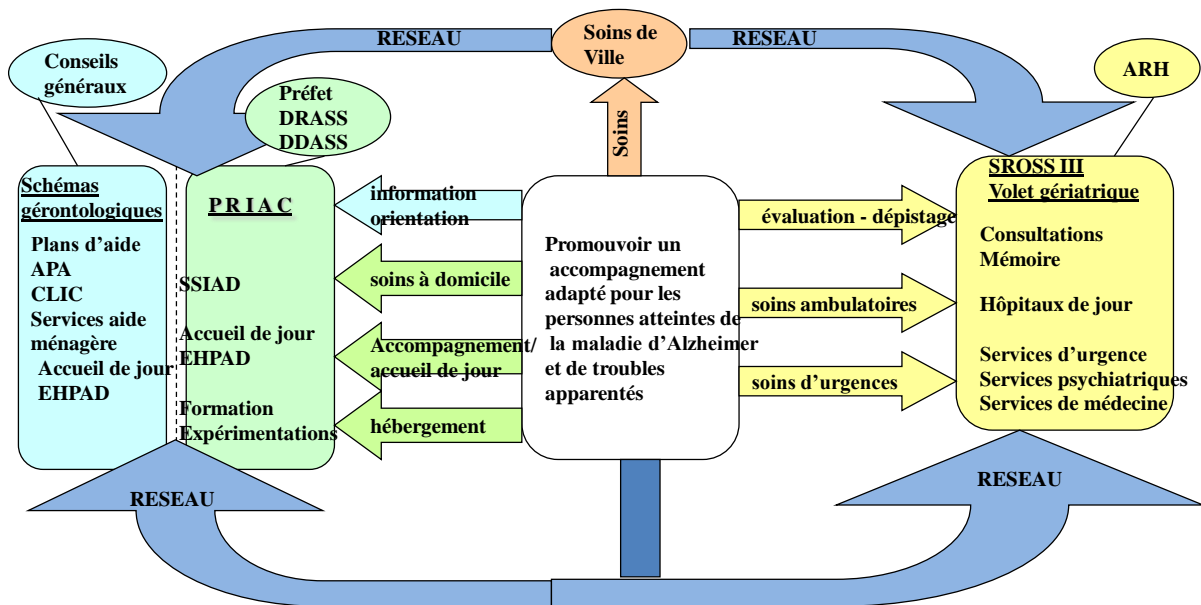 RESEAU
Soins de
Ville
RESEAU
Conseils
généraux
Préfet
DRASS
DDASS
ARH
Soins
Schémas
gérontologiques
Plans d’aide
APA
CLIC
Services aide
ménagère
Accueil de jour
EHPAD
P R I A C
SSIAD
Accueil de jour
EHPAD
Formation
Expérimentations
information
orientation
soins à domicile
Accompagnement/
accueil de jour
hébergement
Promouvoir un
accompagnement
adapté pour les
personnes atteintes de
la maladie d’Alzheimer
et de troubles
apparentés
évaluation - dépistage
soins ambulatoires
soins d’urgences
SROSS III
Volet gériatrique
Consultations
Mémoire
Hôpitaux de jour
Services d’urgence
Services psychiatriques
Services de médecine
RESEAU
RESEAU